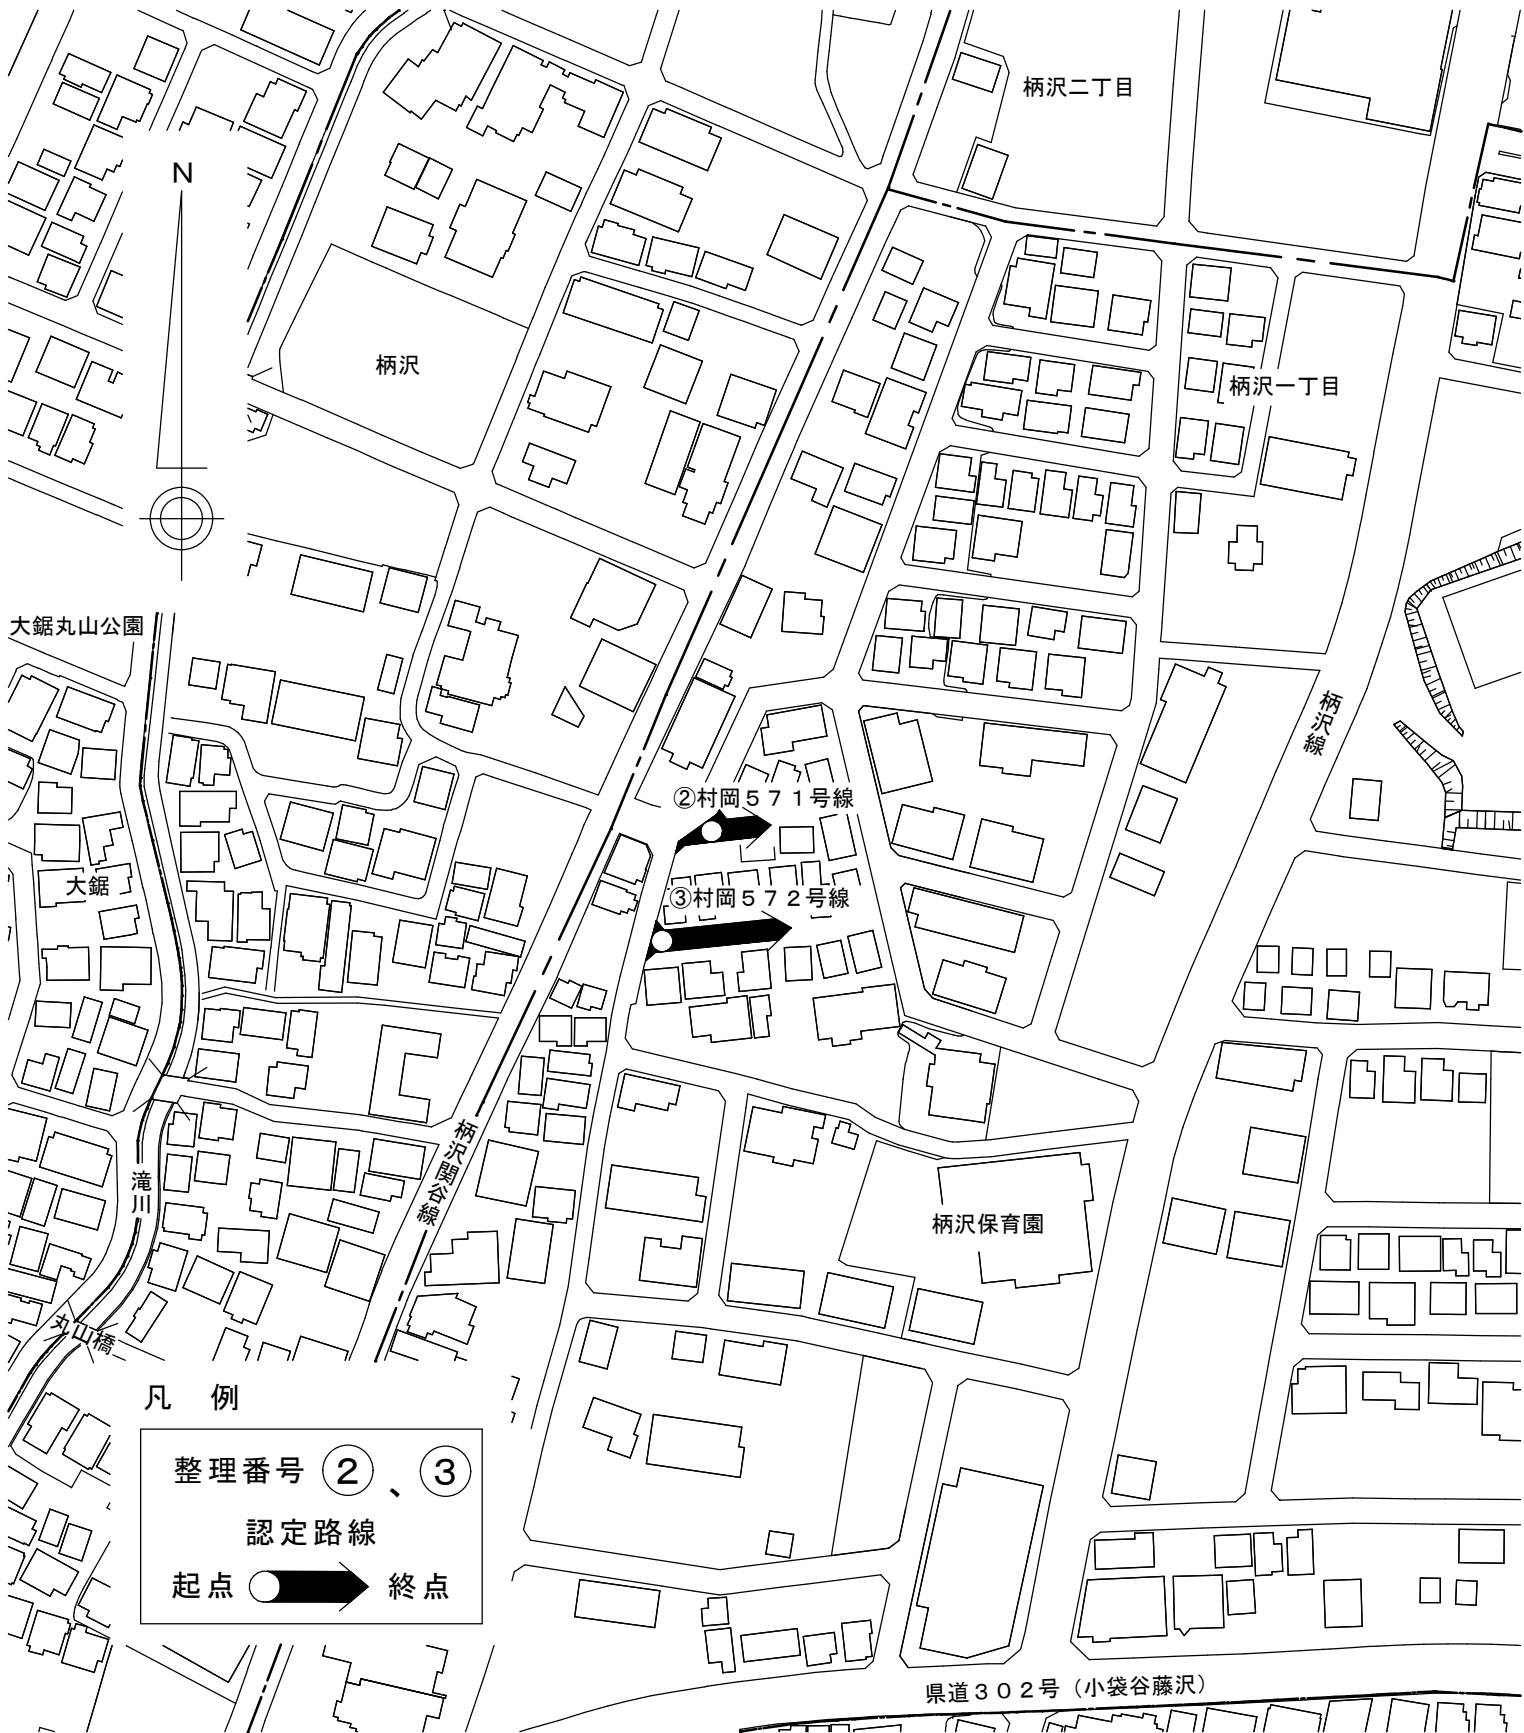 柄沢二丁目
N
柄沢
柄沢一丁目
大鋸丸山公園
柄沢線
②村岡５７１号線
大鋸
③村岡５７２号線
柄沢関谷線
滝川
柄沢保育園
丸山橋
凡　例
整理番号 ② 、 ③
認定路線
起点 終点
県道３０２号（小袋谷藤沢）